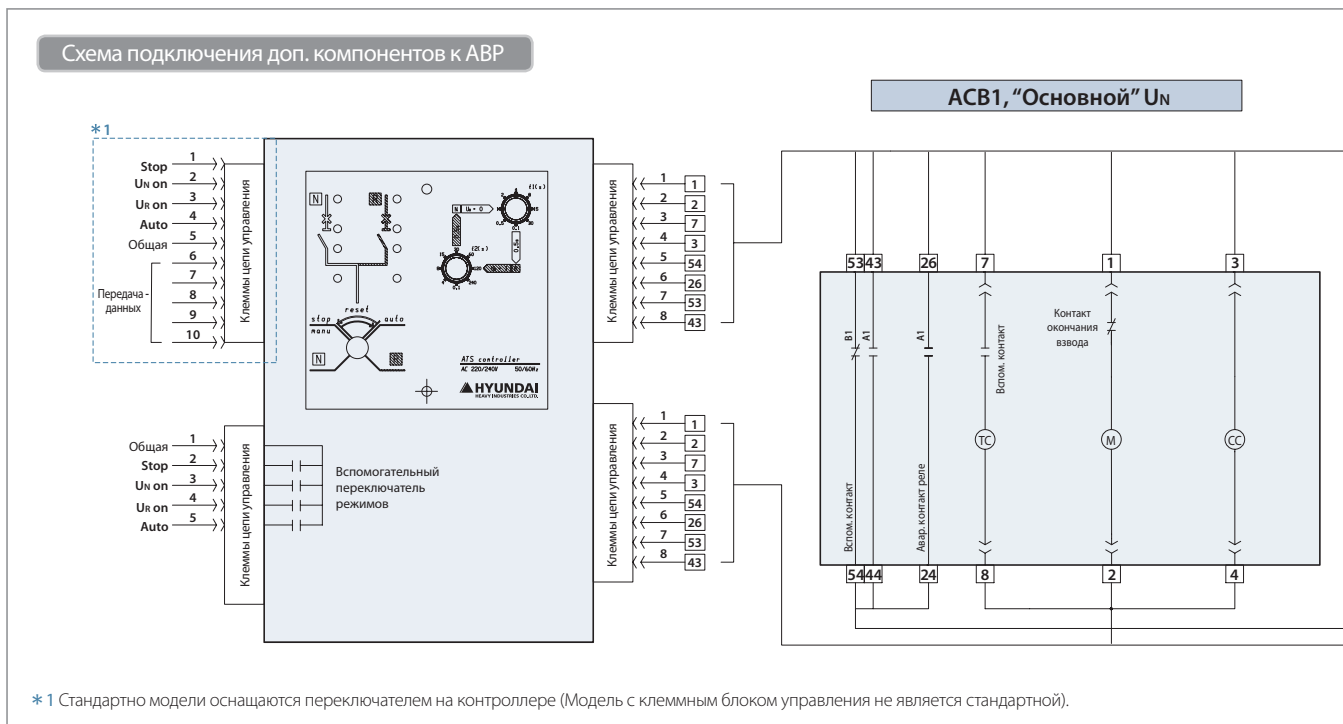 Схема подключения доп. компонентов к АВР
АСВ1, “Основной” UN
∗1
Stop 1
UN on 2
UR on 3
Auto 4
Общая 5
6
7
Передача - данных 8
9
10
Клеммы цепи управления
N
R
stop
manu
reset
auto
N
R
f1(s)
f2(s)
0,5s
ATS controller
AC 220/240V 50/60Hz
HYUNDAI
HEAVY INDUSTRIES CO.,LTD.
Клеммы цепи управления
1 1
2 2
3 7
4 3
5 54
6 26
7 53
8 43
Общая 1
Stop 2
UN on 3
UR on 4
Auto 5
Клеммы цепи управления
Вспомогательный
переключатель
режимов
Клеммы цепи управления
1 1
2 2
3 7
4 3
5 54
6 26
7 53
8 43
53 43 26 7 1 3
B1
A1
A1
Вспом. контакт
Контакт
окончания
взвода
TC
M
CC
Вспом. контакт
Авар. контакт реле
54 44 24 8 2 4
∗1 Стандартно модели оснащаются переключателем на контроллере (Модель с клеммным блоком управления не является стандартной).